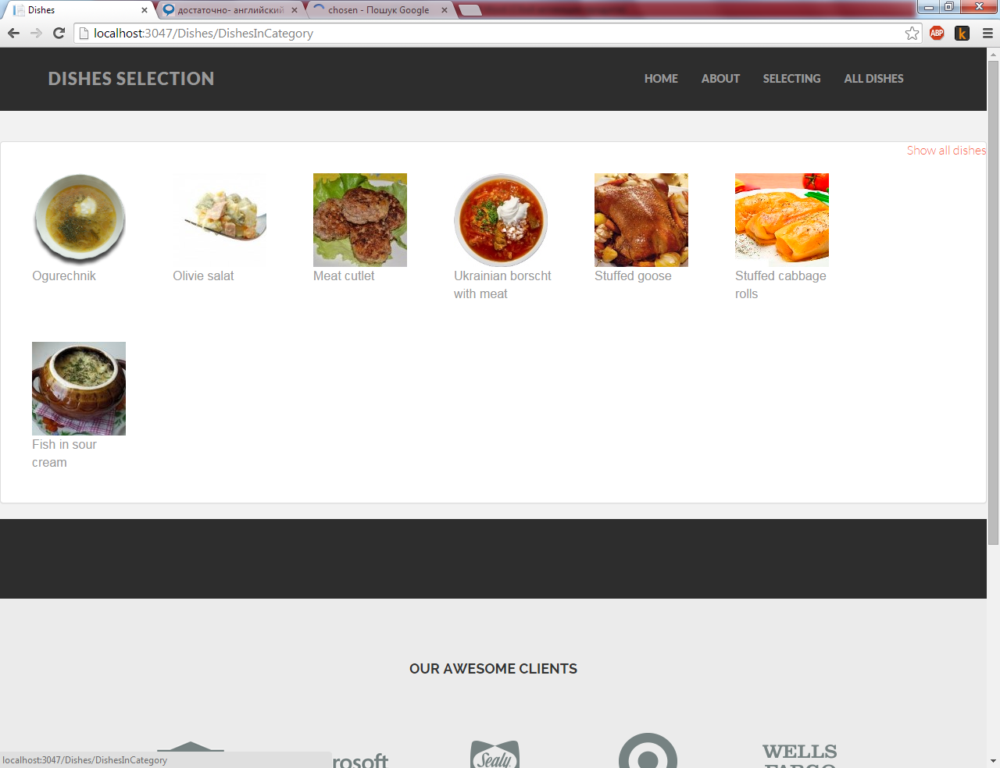 Dishes
достаточно- английский
chosen - Пошук Google
localhost:3047/Dishes/DishesInCategory
ABP
k
DISHES SELECTION
HOME
ABOUT
SELECTING
ALL DISHES
Show all dishes
Ogurechnik
Olivie salat
Meat cutlet
Ukrainian borscht
with meat
Stuffed goose
Stuffed cabbage
rolls
Fish in sour
cream
OUR AWESOME CLIENTS
rosoft
Sealy
WELLS
FARGO
localhost:3047/Dishes/DishesInCategory